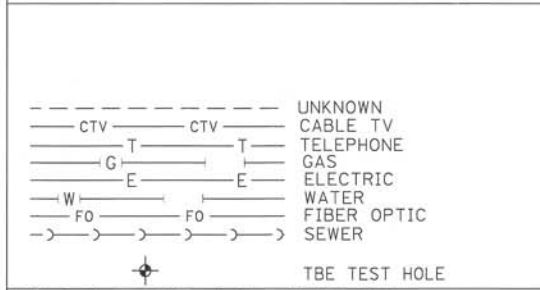 UNKNOWN
CTV CTV CABLE TV
T T TELEPHONE
G GAS
E E ELECTRIC
W WATER
FO FO FIBER OPTIC
SEWER
TBE TEST HOLE